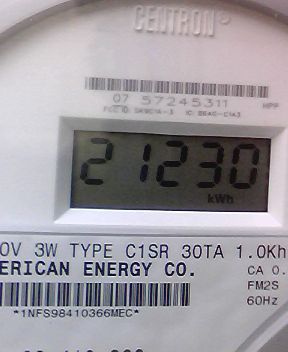 CENTRON®
07 57245311 HPP
21230
kWh
0V 3W TYPE C1SR 30TA 1.0Kh
ERICAN ENERGY CO. CA 0.
FM2S
60Hz
*1NFS98410366MEC*